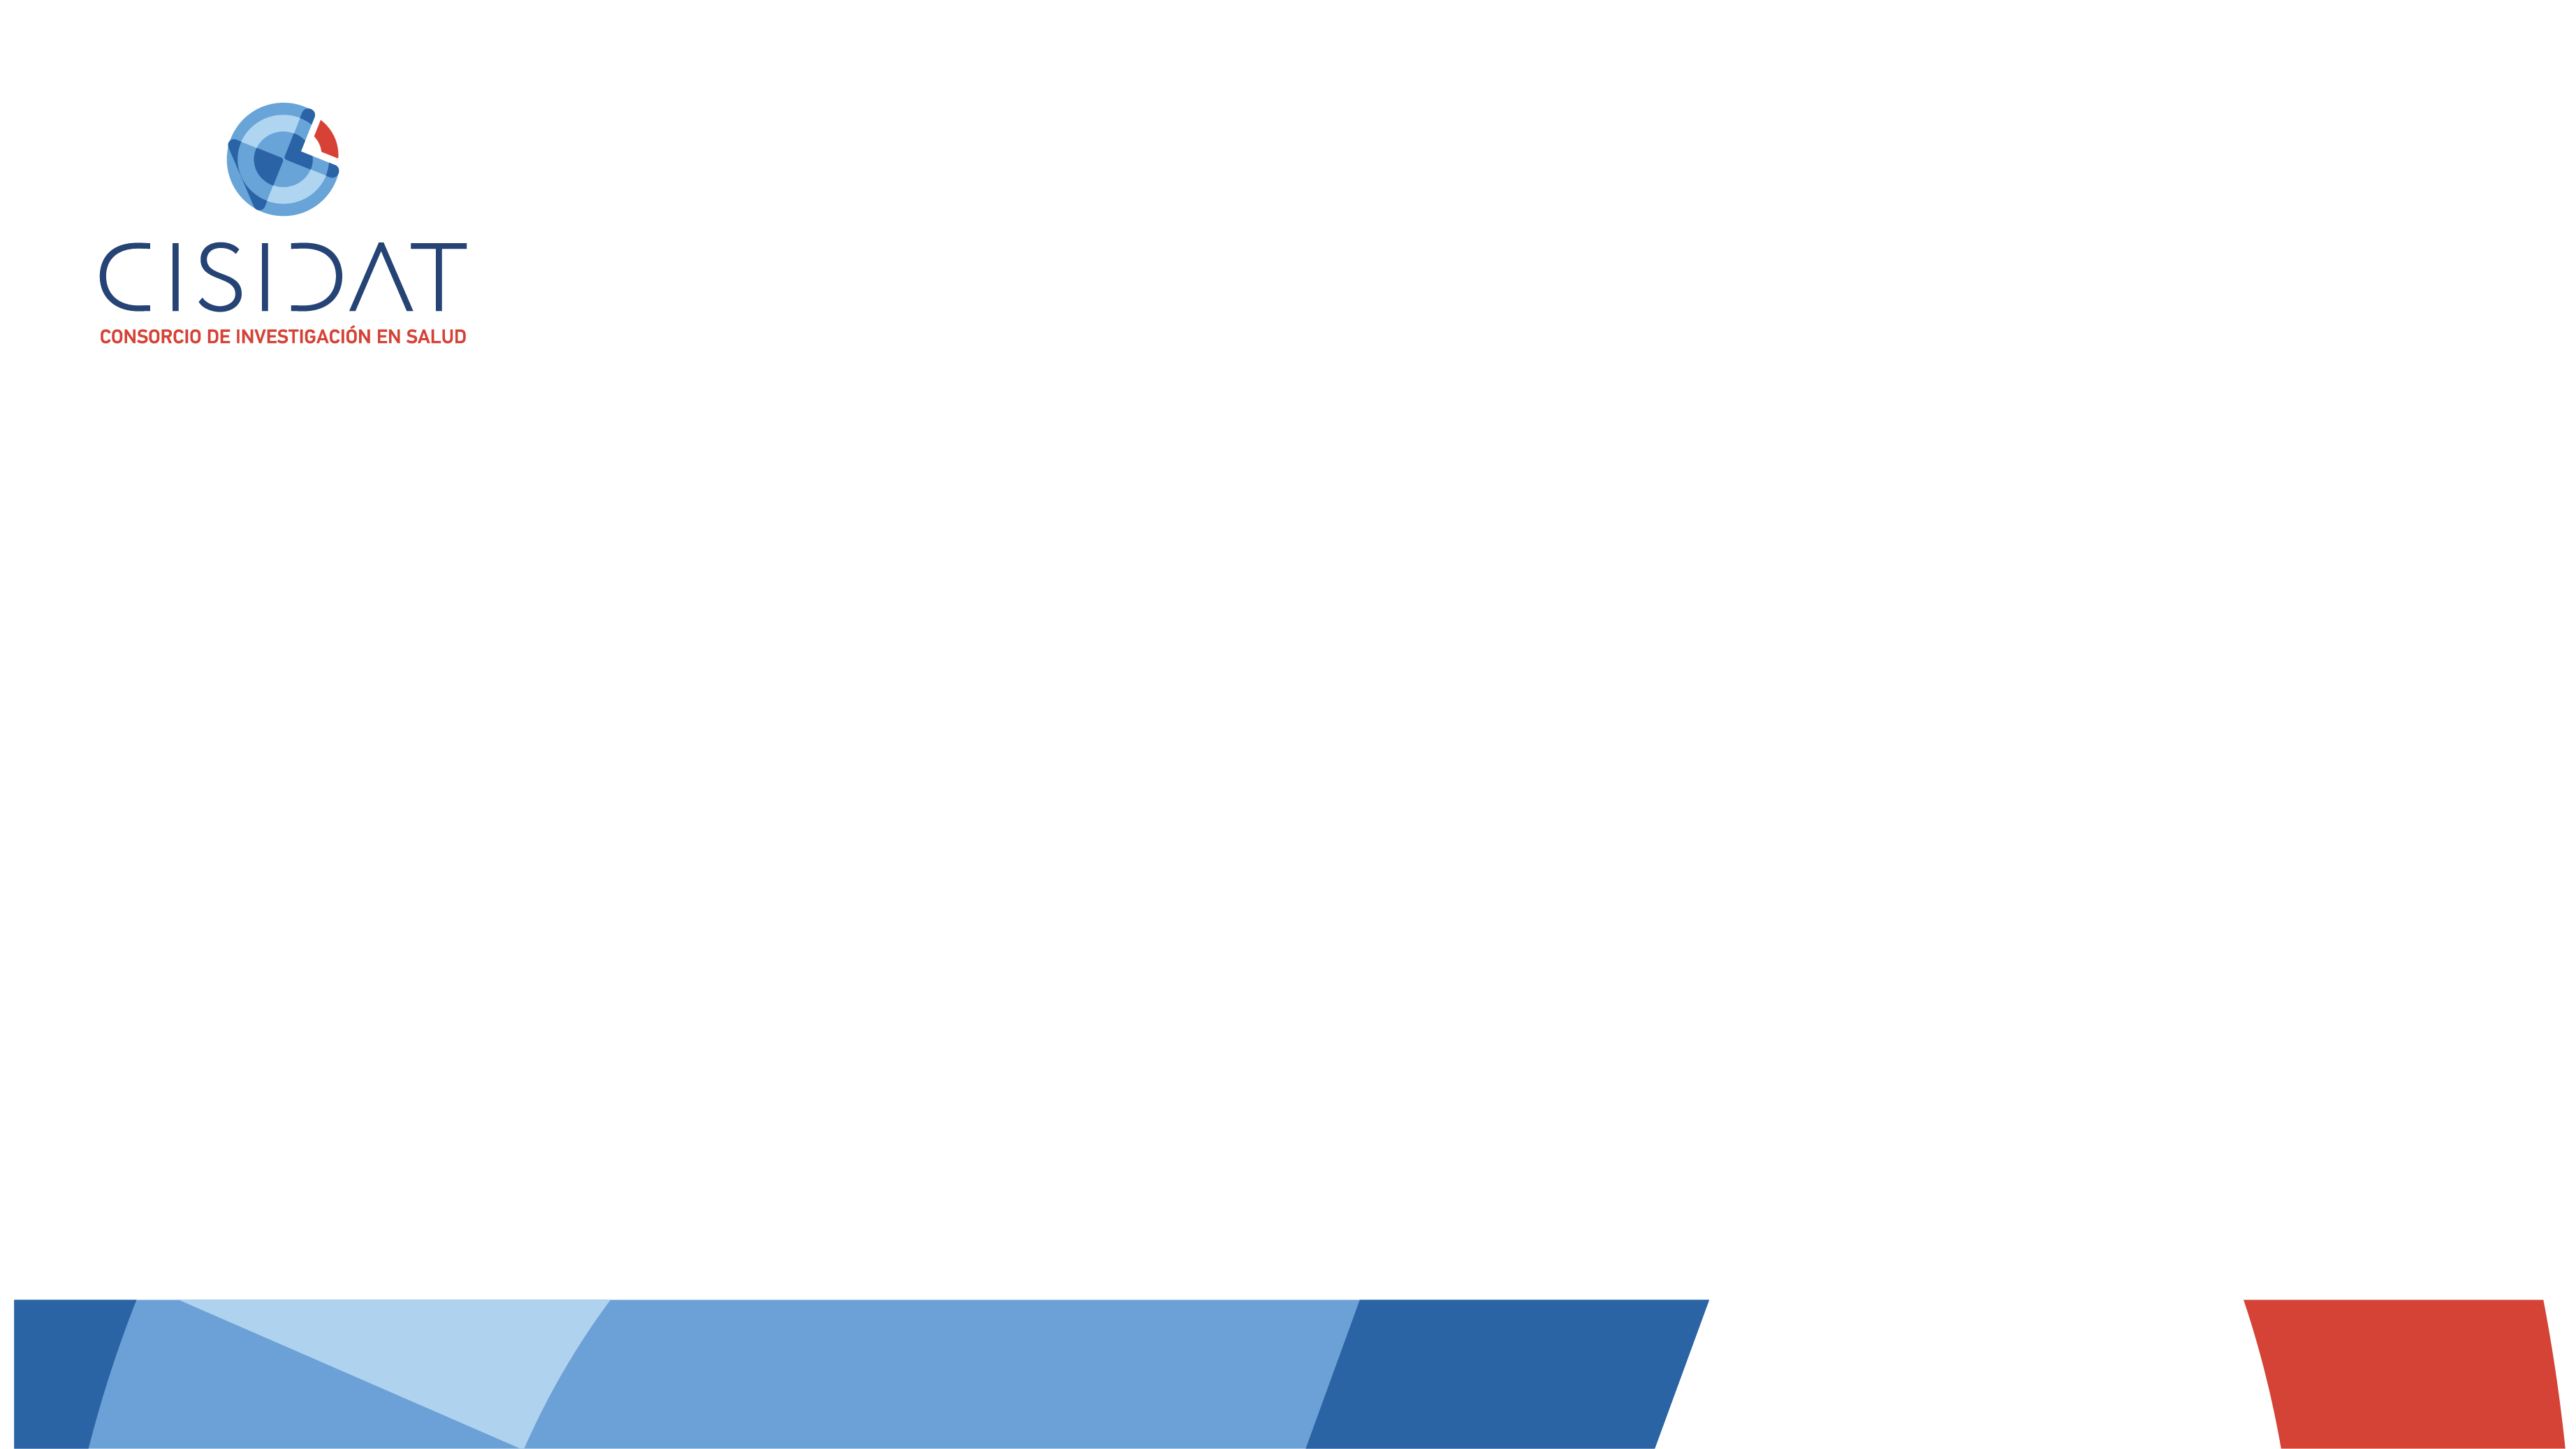 CISIDAT
CONSORCIO DE INVESTIGACIÓN EN SALUD